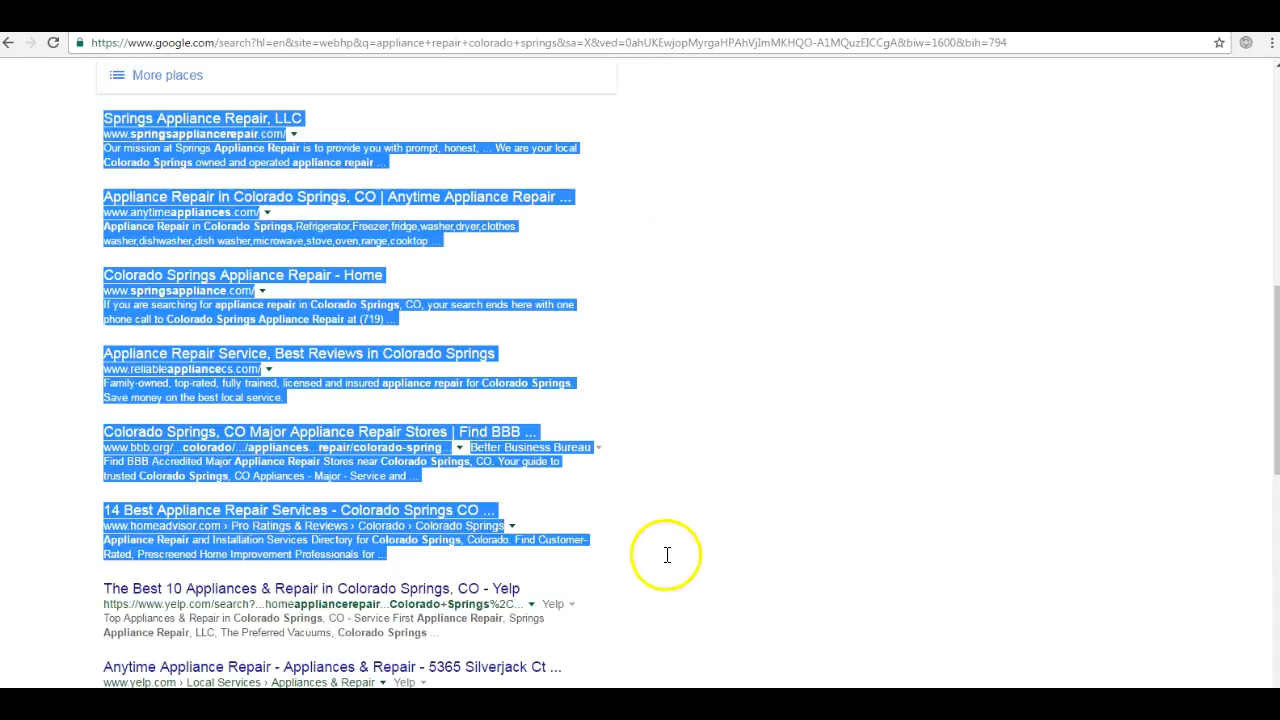 https://www.google.com/search?hl=en&site=webhp&q=appliance+repair+colorado+springs&sa=X&ved=0ahUKEwjopMyrgaHPAhVjImMKHQO-A1MQuzEICCgA&biw=1600&bih=794
More places
Springs Appliance Repair, LLC
www.springsappliancerepair.com/
Our mission at Springs Appliance Repair is to provide you with prompt, honest, ... We are your local
Colorado Springs owned and operated appliance repair ...
Appliance Repair in Colorado Springs, CO | Anytime Appliance Repair ...
www.anytimeappliances.com/
Appliance Repair in Colorado Springs,Refrigerator,Freezer,fridge,washer,dryer,clothes
washer,dishwasher,dish washer,microwave,stove,oven,range,cooktop ...
Colorado Springs Appliance Repair - Home
www.springsappliance.com/
If you are searching for appliance repair in Colorado Springs, CO, your search ends here with one
phone call to Colorado Springs Appliance Repair at (719) ...
Appliance Repair Service, Best Reviews in Colorado Springs
www.reliableappliancecs.com/
Family-owned, top-rated, fully trained, licensed and insured appliance repair for Colorado Springs.
Save money on the best local service.
Colorado Springs, CO Major Appliance Repair Stores | Find BBB ...
www.bbb.org/...colorado/.../appliances...repair/colorado-spring... Better Business Bureau
Find BBB Accredited Major Appliance Repair Stores near Colorado Springs, CO. Your guide to
trusted Colorado Springs, CO Appliances - Major - Service and ...
14 Best Appliance Repair Services - Colorado Springs CO ...
www.homeadvisor.com › Pro Ratings & Reviews › Colorado › Colorado Springs
Appliance Repair and Installation Services Directory for Colorado Springs, Colorado. Find Customer-
Rated, Prescreened Home Improvement Professionals for ...
The Best 10 Appliances & Repair in Colorado Springs, CO - Yelp
https://www.yelp.com/search?...homeappliancerepair...Colorado+Springs%2C... Yelp
Top Appliances & Repair in Colorado Springs, CO - Service First Appliance Repair, Springs
Appliance Repair, LLC, The Preferred Vacuums, Colorado Springs ...
Anytime Appliance Repair - Appliances & Repair - 5365 Silverjack Ct ...
www.yelp.com › Local Services › Appliances & Repair Yelp